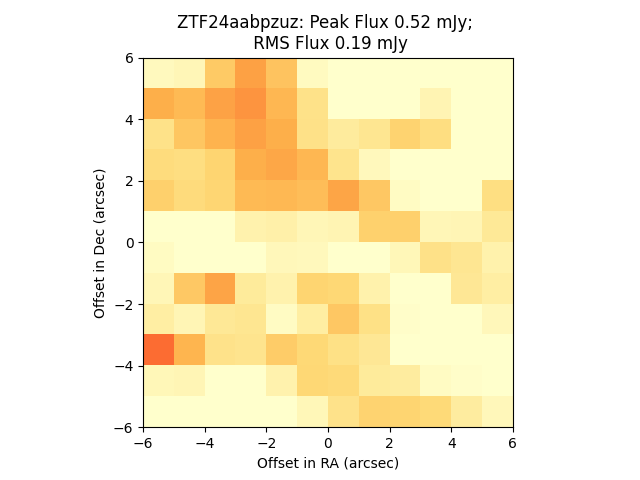 ZTF24aabpzuz: Peak Flux 0.52 mJy;
RMS Flux 0.19 mJy
6
4
2
0
−2
−4
−6
Offset in Dec (arcsec)
−6 −4 −2 0 2 4 6
Offset in RA (arcsec)